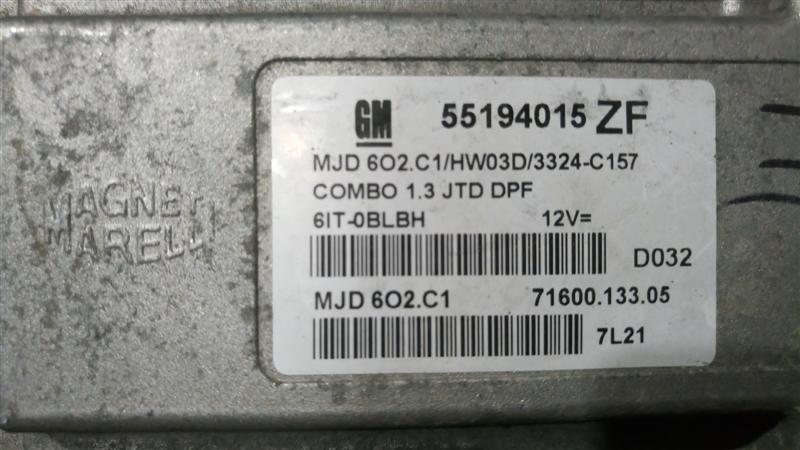 MAGNETI
MARELLI
GM 55194015 ZF
MJD 6O2.C1/HW03D/3324-C157
COMBO 1.3 JTD DPF
6IT-0BLBH 12V=
D032
MJD 6O2.C1 71600.133.05
7L21